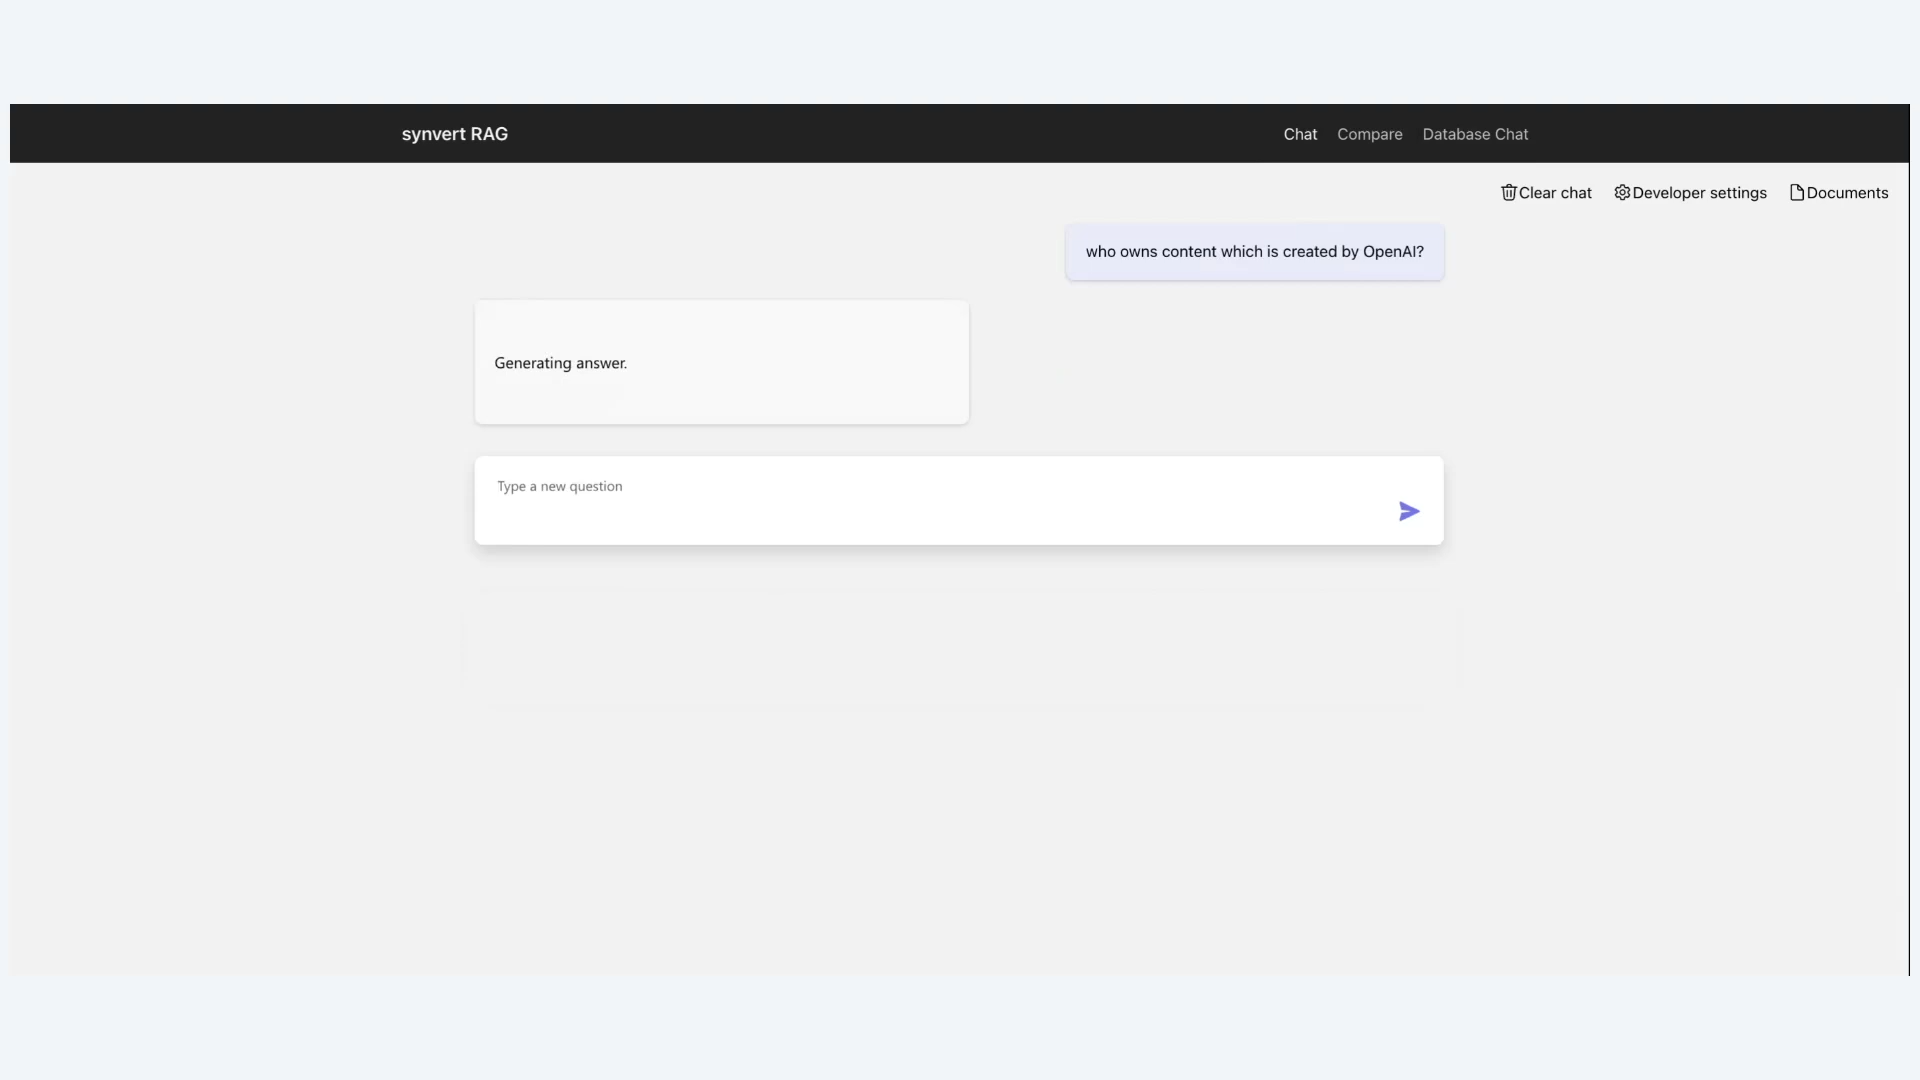 synvert RAG
Chat Compare Database Chat
Clear chat Developer settings Documents
who owns content which is created by OpenAI?
Generating answer.
Type a new question